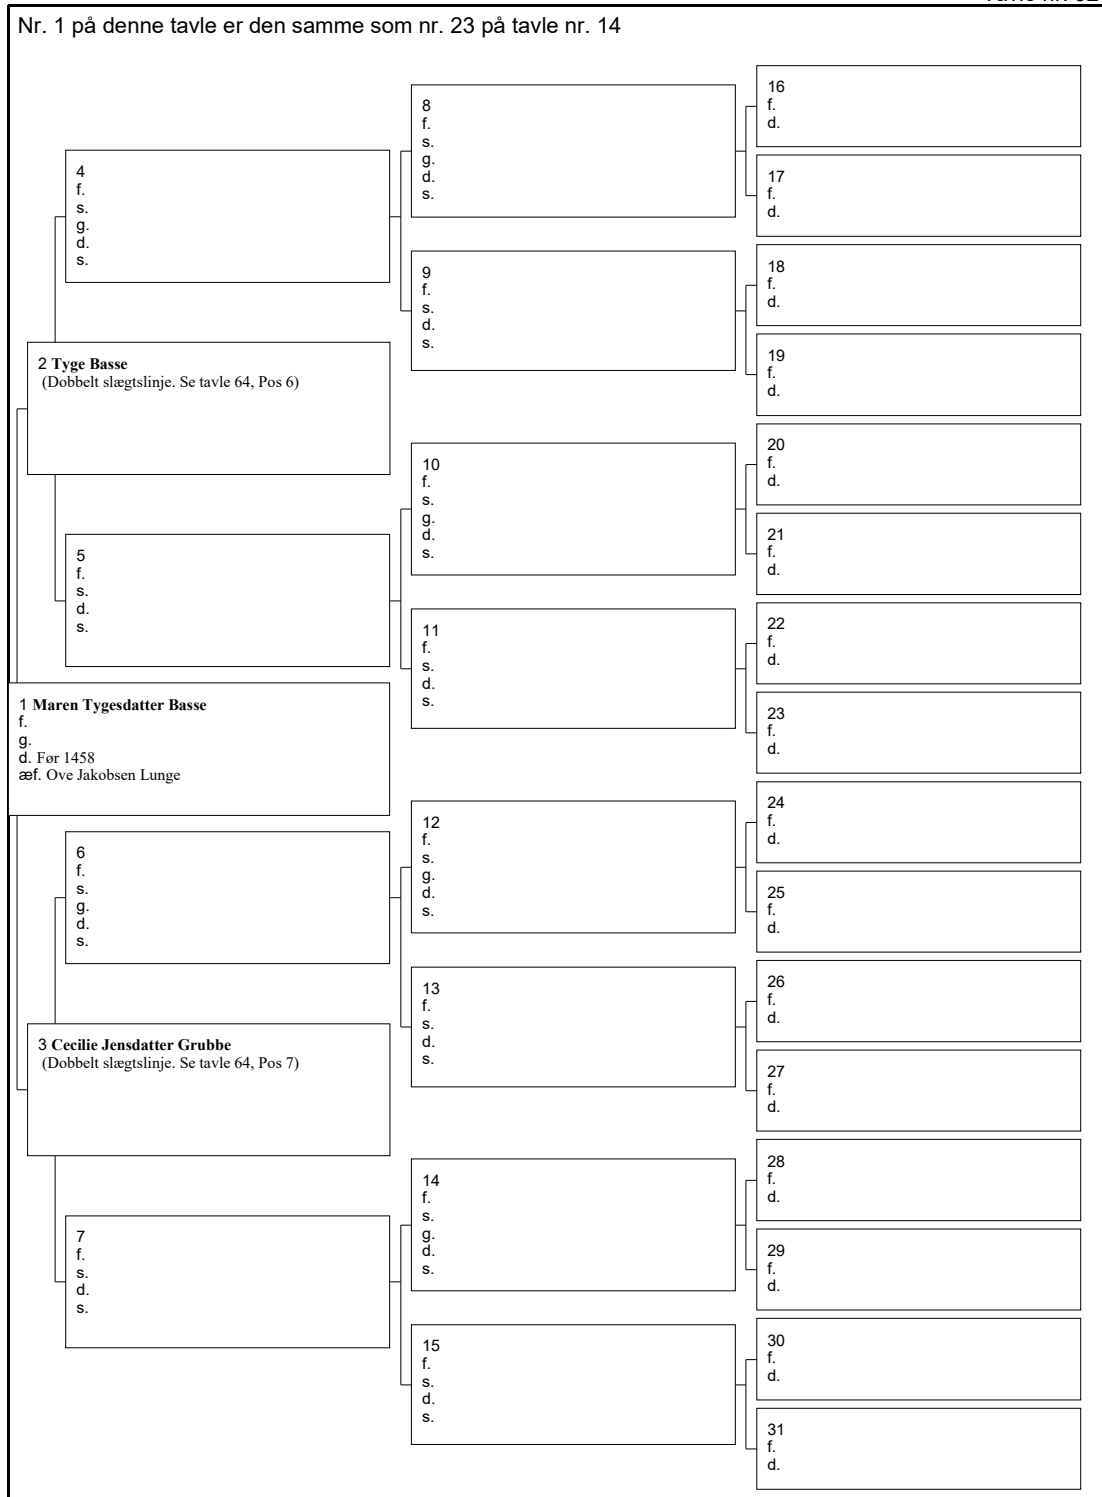 Nr. 1 på denne tavle er den samme som nr. 23 på tavle nr. 14
16
f.
d.
8
f.
s.
g.
d.
s.
17
f.
d.
4
f.
s.
g.
d.
s.
18
f.
d.
9
f.
s.
d.
s.
19
f.
d.
2 Tyge Basse
(Dobbelt slægtslinje. Se tavle 64, Pos 6)
20
f.
d.
10
f.
s.
g.
d.
s.
21
f.
d.
5
f.
s.
d.
s.
22
f.
d.
11
f.
s.
d.
s.
23
f.
d.
1 Maren Tygesdatter Basse
f.
g.
d. Før 1458
æf. Ove Jakobsen Lunge
24
f.
d.
12
f.
s.
g.
d.
s.
25
f.
d.
6
f.
s.
g.
d.
s.
26
f.
d.
13
f.
s.
d.
s.
27
f.
d.
3 Cecilie Jensdatter Grubbe
(Dobbelt slægtslinje. Se tavle 64, Pos 7)
28
f.
d.
14
f.
s.
g.
d.
s.
29
f.
d.
7
f.
s.
d.
s.
30
f.
d.
15
f.
s.
d.
s.
31
f.
d.